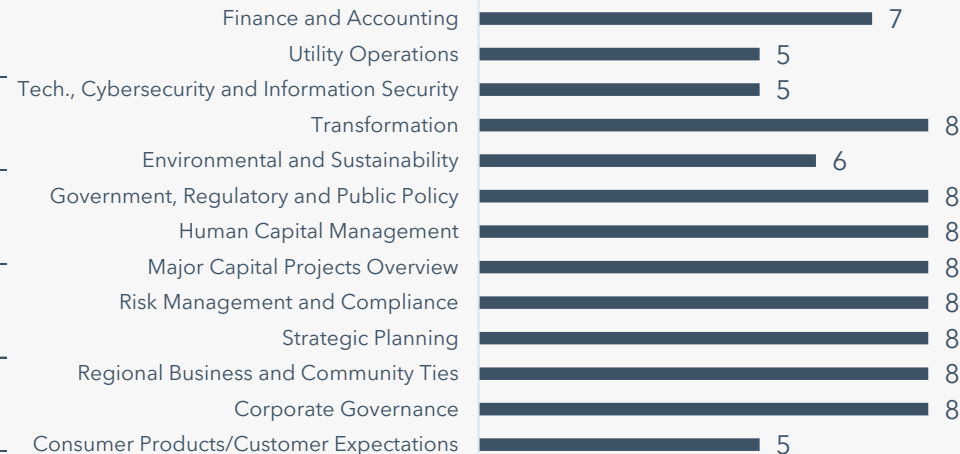 Finance and Accounting 7
Utility Operations 5
Tech., Cybersecurity and Information Security 5
Transformation 8
Environmental and Sustainability 6
Government, Regulatory and Public Policy 8
Human Capital Management 8
Major Capital Projects Overview 8
Risk Management and Compliance 8
Strategic Planning 8
Regional Business and Community Ties 8
Corporate Governance 8
Consumer Products/Customer Expectations 5